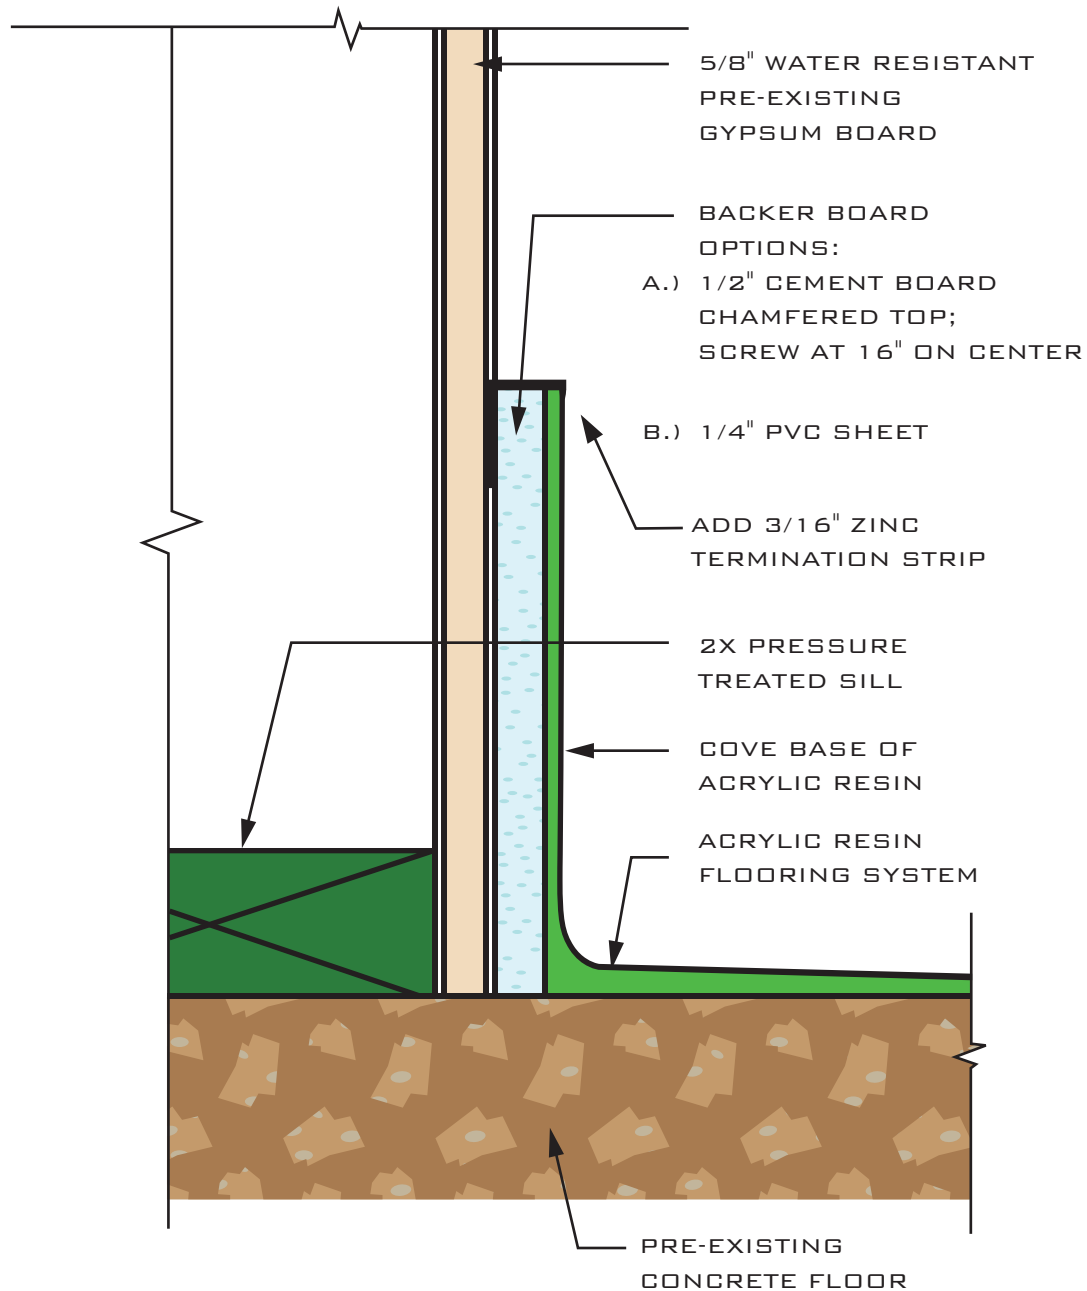 5/8" WATER RESISTANT
PRE-EXISTING
GYPSUM BOARD
BACKER BOARD
OPTIONS:
A.) 1/2" CEMENT BOARD
CHAMFERED TOP;
SCREW AT 16" ON CENTER
B.) 1/4" PVC SHEET
ADD 3/16" ZINC
TERMINATION STRIP
2X PRESSURE
TREATED SILL
COVE BASE OF
ACRYLIC RESIN
ACRYLIC RESIN
FLOORING SYSTEM
PRE-EXISTING
CONCRETE FLOOR